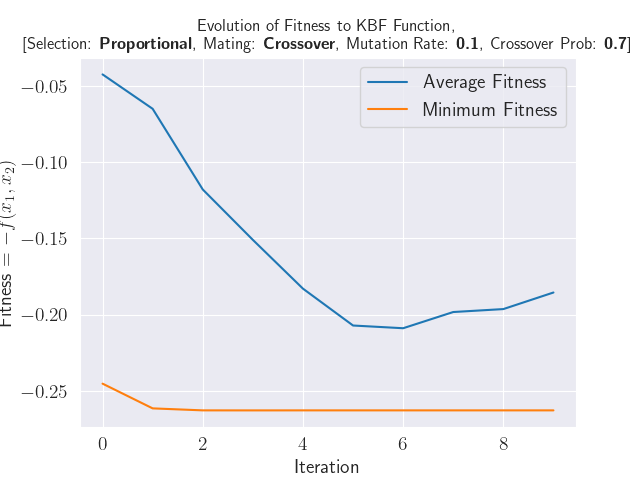 Evolution of Fitness to KBF Function,
[Selection: Proportional, Mating: Crossover, Mutation Rate: 0.1, Crossover Prob: 0.7]
Average Fitness
Minimum Fitness
−0.05
−0.10
−0.15
−0.20
−0.25
Fitness = −f(x₁, x₂)
0 2 4 6 8
Iteration